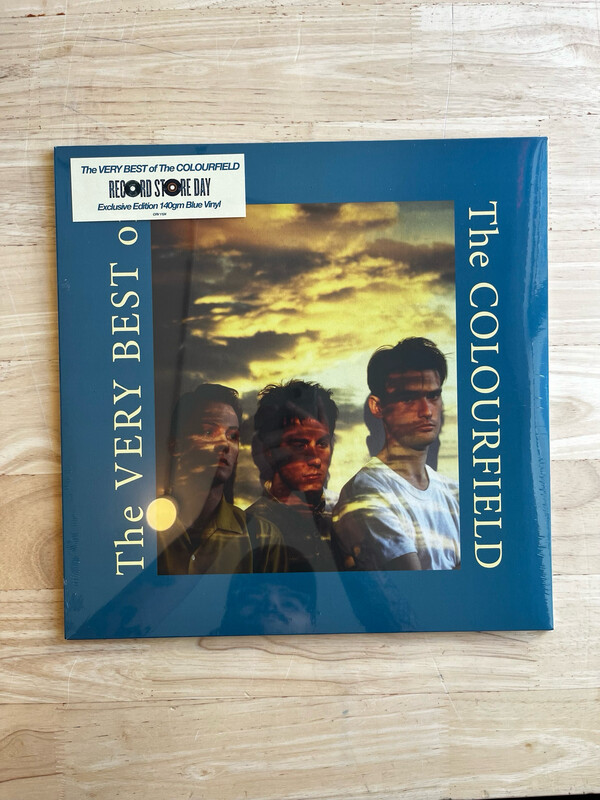 The VERY BEST of The COLOURFIELD
RECORD STORE DAY
Exclusive Edition 140gm Blue Vinyl
The VERY BEST of
The COLOURFIELD